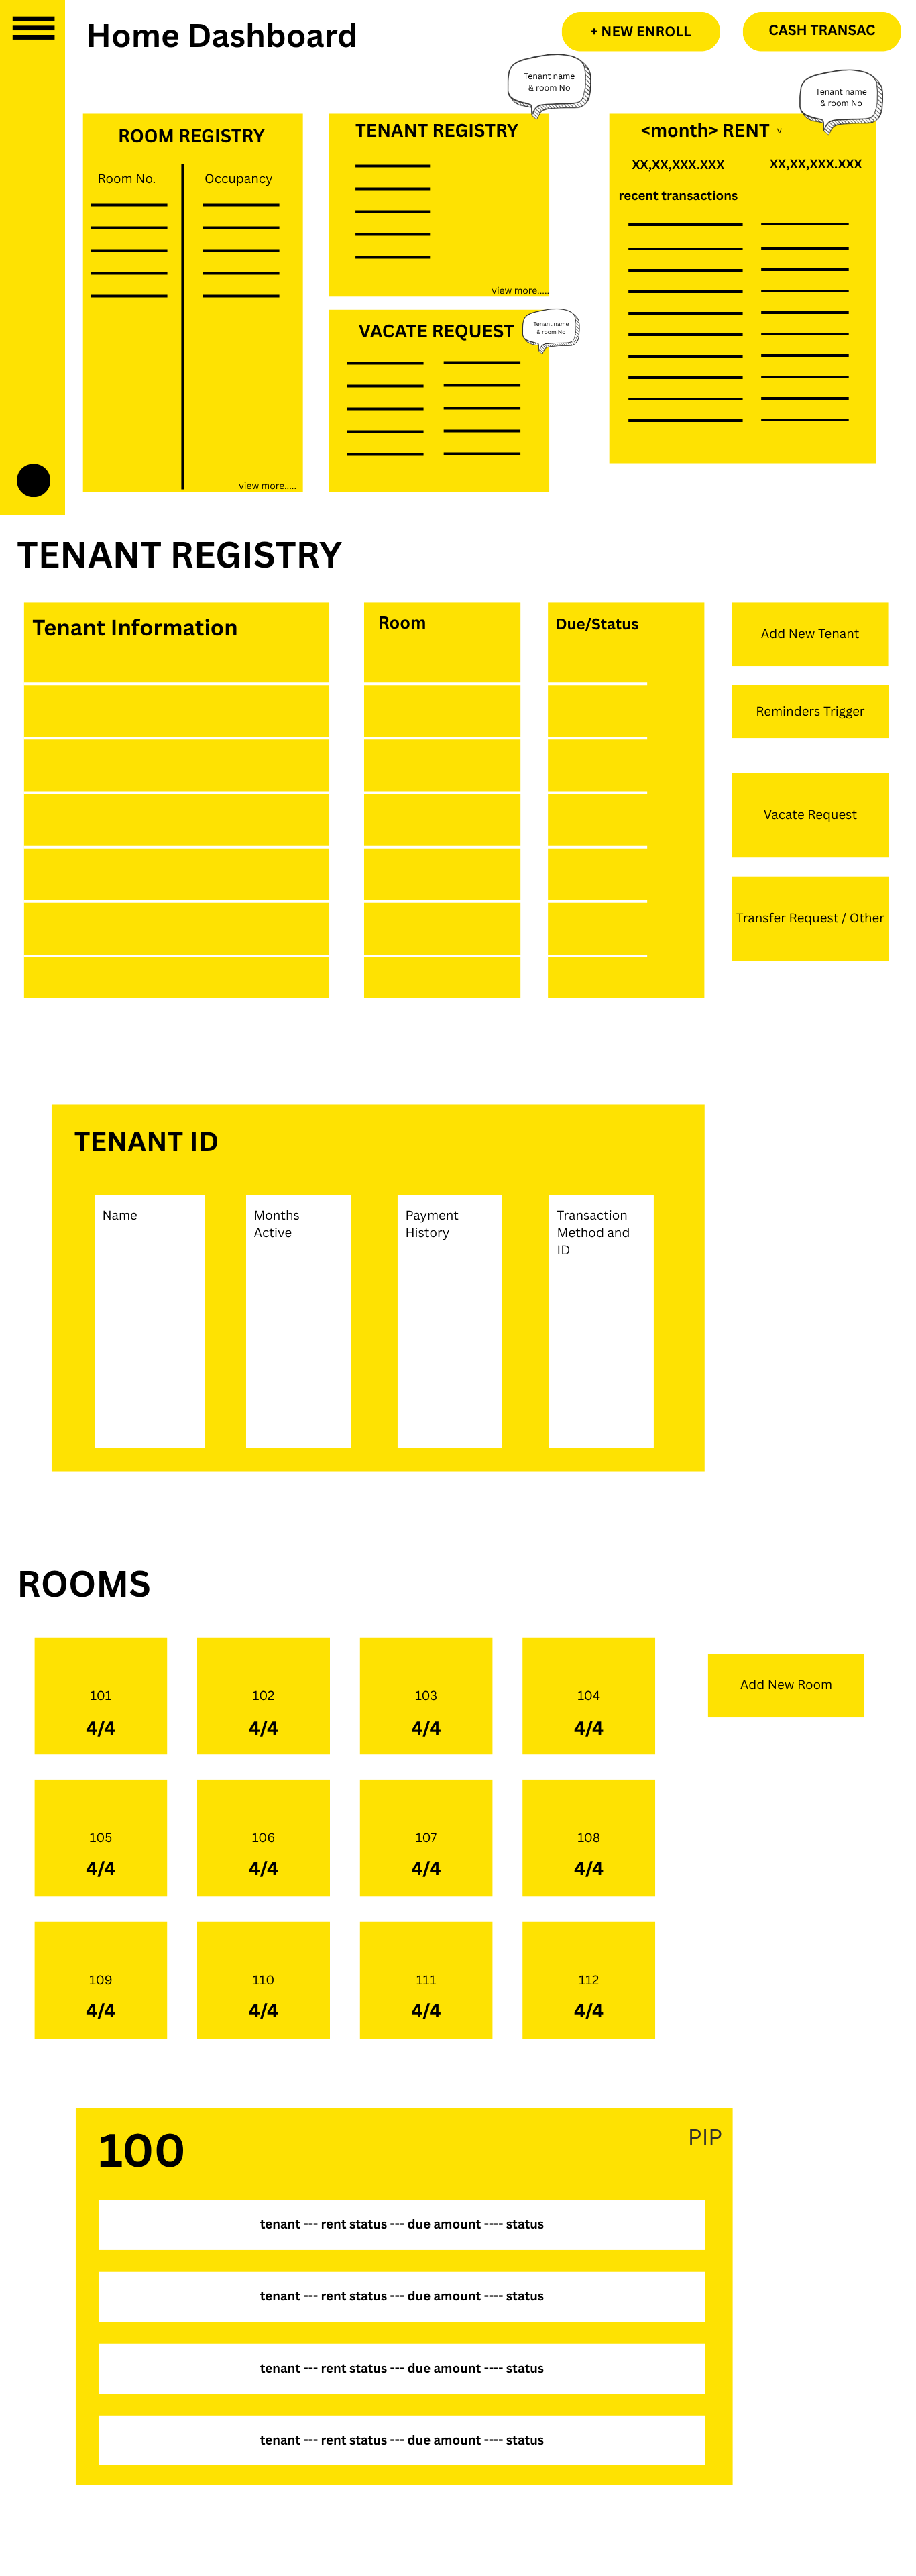 Home Dashboard
+ NEW ENROLL
CASH TRANSAC
Tenant name
& room No
Tenant name
& room No
ROOM REGISTRY
Room No.
Occupancy
view more.....
TENANT REGISTRY
view more.....
VACATE REQUEST
Tenant name
& room No
<month> RENT v
XX,XX,XXX.XXX
XX,XX,XXX.XXX
recent transactions
TENANT REGISTRY
Tenant Information
Room
Due/Status
Add New Tenant
Reminders Trigger
Vacate Request
Transfer Request / Other
TENANT ID
Name
Months
Active
Payment
History
Transaction
Method and
ID
ROOMS
Add New Room
101
4/4
102
4/4
103
4/4
104
4/4
105
4/4
106
4/4
107
4/4
108
4/4
109
4/4
110
4/4
111
4/4
112
4/4
100
PIP
tenant --- rent status --- due amount ---- status
tenant --- rent status --- due amount ---- status
tenant --- rent status --- due amount ---- status
tenant --- rent status --- due amount ---- status